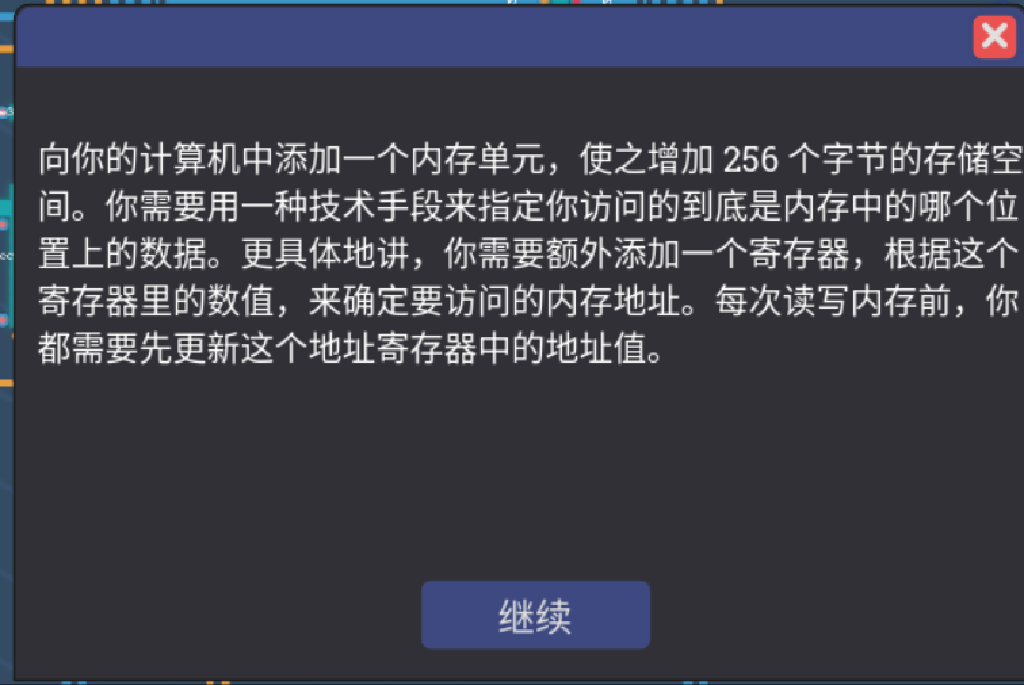 向你的计算机中添加一个内存单元，使之增加 256 个字节的存储空
间。你需要用一种技术手段来指定你访问的到底是内存中的哪个位
置上的数据。更具体地讲，你需要额外添加一个寄存器，根据这个
寄存器里的数值，来确定要访问的内存地址。每次读写内存前，你
都需要先更新这个地址寄存器中的地址值。
继续